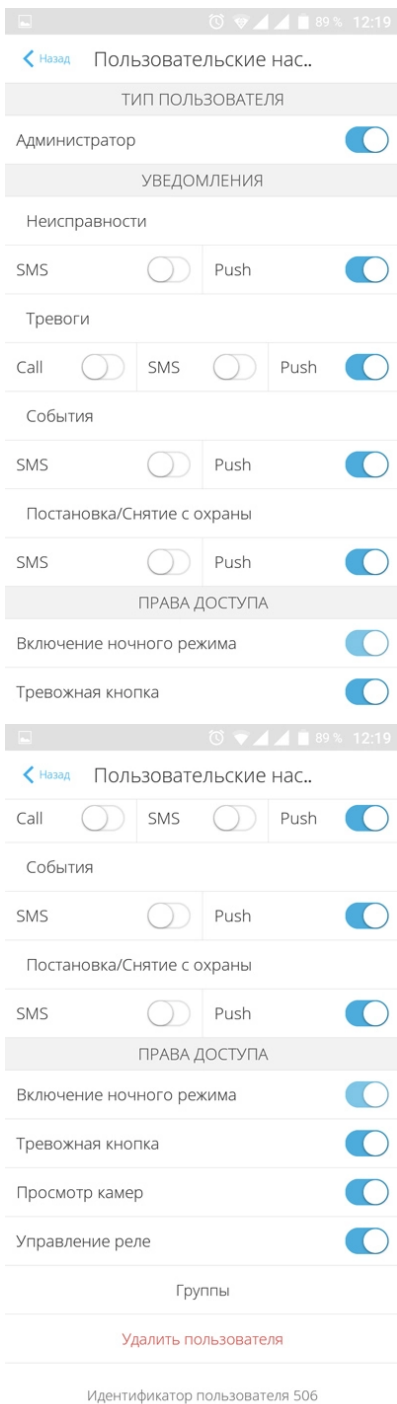 89 % 12:19
Назад Пользовательские нас..
ТИП ПОЛЬЗОВАТЕЛЯ
Администратор
УВЕДОМЛЕНИЯ
Неисправности
SMS Push
Тревоги
Call SMS Push
События
SMS Push
Постановка/Снятие с охраны
SMS Push
ПРАВА ДОСТУПА
Включение ночного режима
Тревожная кнопка
89 % 12:19
Назад Пользовательские нас..
Call SMS Push
События
SMS Push
Постановка/Снятие с охраны
SMS Push
ПРАВА ДОСТУПА
Включение ночного режима
Тревожная кнопка
Просмотр камер
Управление реле
Группы
Удалить пользователя
Идентификатор пользователя 506